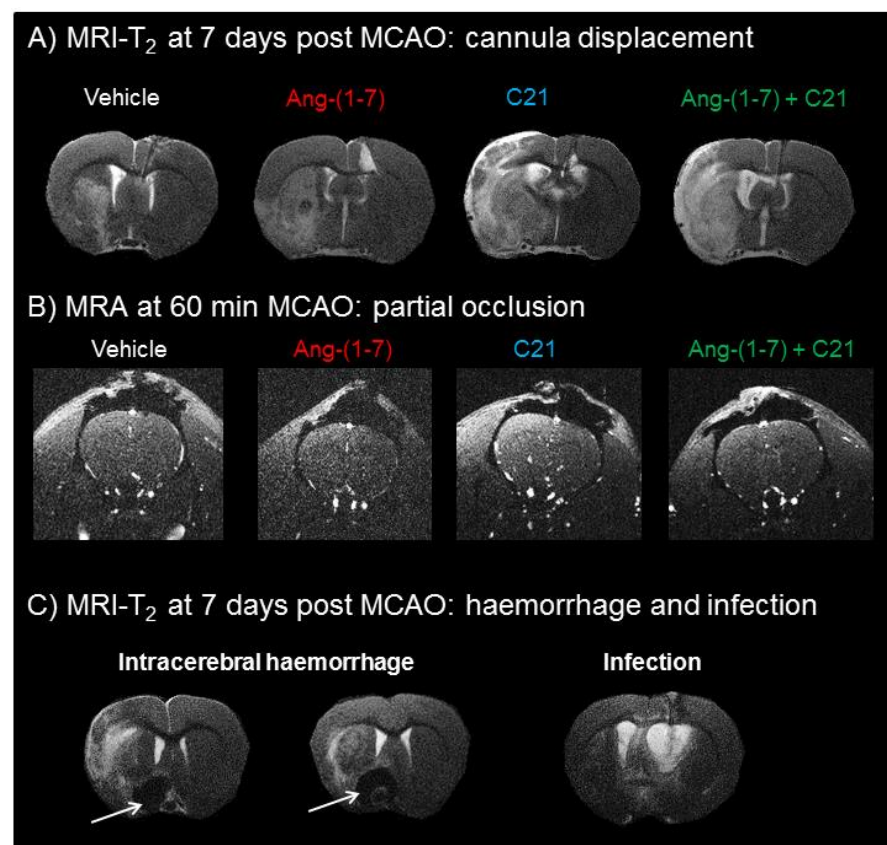 A) MRI-T₂ at 7 days post MCAO: cannula displacement
Vehicle Ang-(1-7) C21 Ang-(1-7) + C21
B) MRA at 60 min MCAO: partial occlusion
Vehicle Ang-(1-7) C21 Ang-(1-7) + C21
C) MRI-T₂ at 7 days post MCAO: haemorrhage and infection
Intracerebral haemorrhage Infection